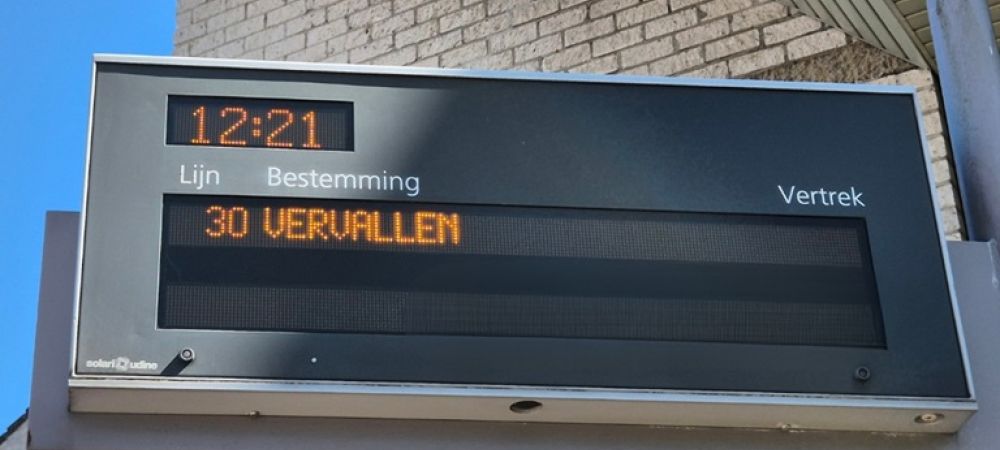 12:21
Lijn Bestemming Vertrek
30 VERVALLEN
solari udine